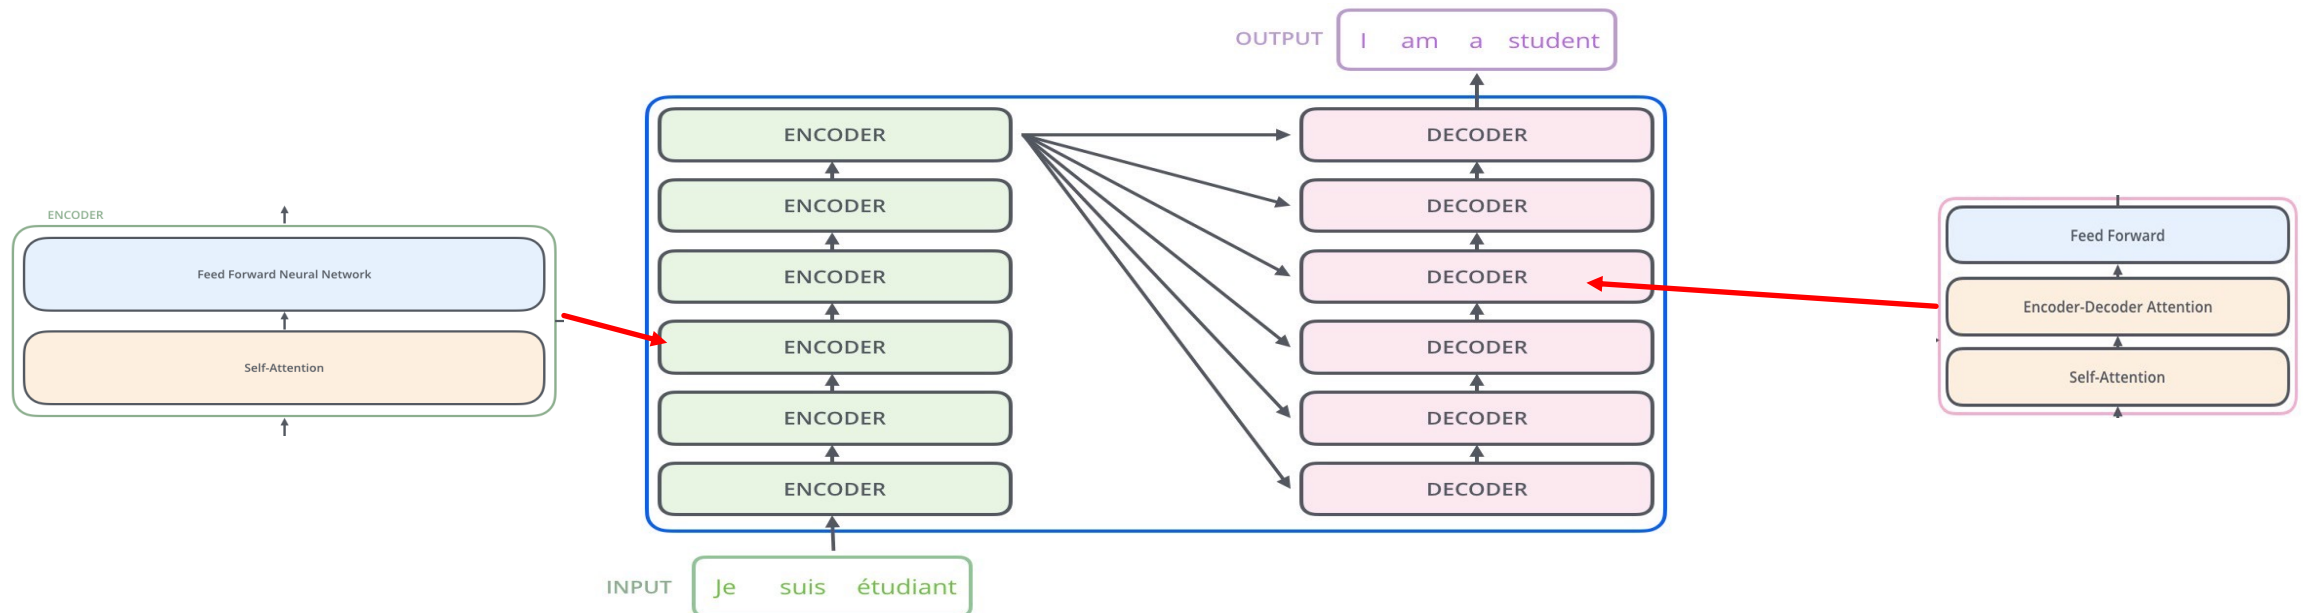 OUTPUT I am a student
ENCODER DECODER
ENCODER DECODER
ENCODER DECODER
ENCODER DECODER
ENCODER DECODER
ENCODER DECODER
INPUT Je suis étudiant
ENCODER
Feed Forward Neural Network
Self-Attention
Feed Forward
Encoder-Decoder Attention
Self-Attention